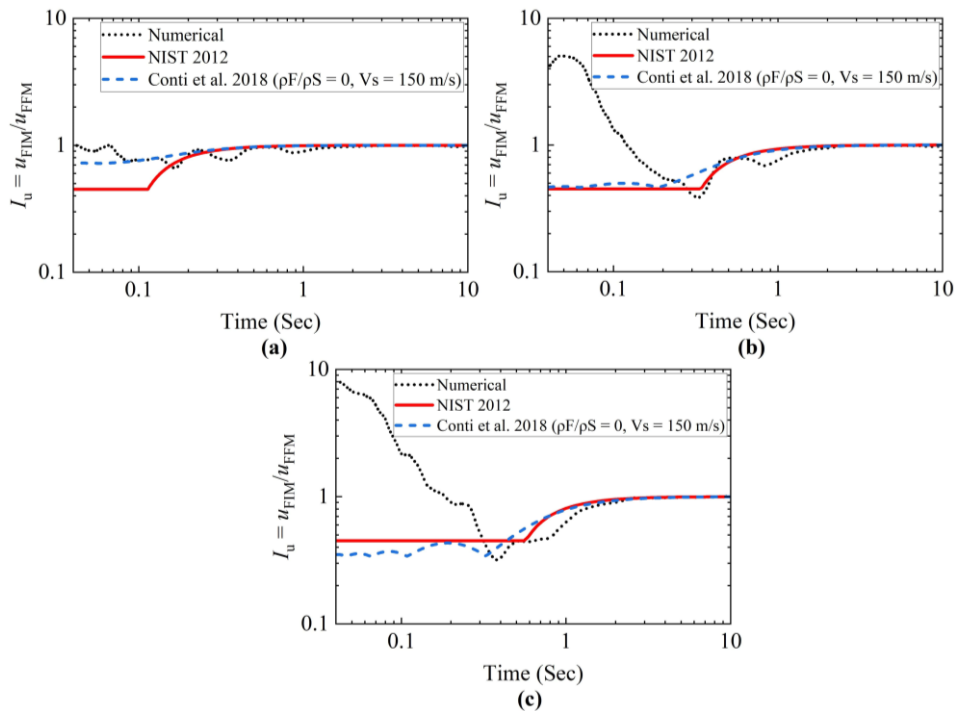 10
Numerical
NIST 2012
Conti et al. 2018 (ρF/ρS = 0, Vs = 150 m/s)
1
0.1
Iu = uFIM/uFFM
0.1
1
10
Time (Sec)
(a)
10
Numerical
NIST 2012
Conti et al. 2018 (ρF/ρS = 0, Vs = 150 m/s)
1
0.1
Iu = uFIM/uFFM
0.1
1
10
Time (Sec)
(b)
10
Numerical
NIST 2012
Conti et al. 2018 (ρF/ρS = 0, Vs = 150 m/s)
1
0.1
Iu = uFIM/uFFM
0.1
1
10
Time (Sec)
(c)